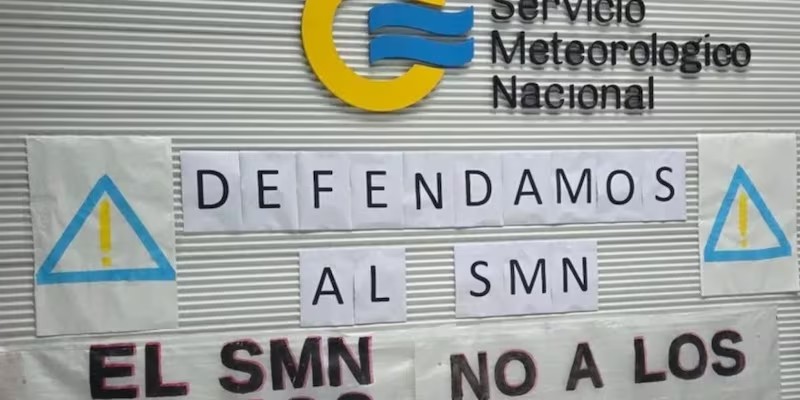 Servicio
Meteorologico
Nacional
DEFENDAMOS
AL SMN
EL SMN
NO A LOS